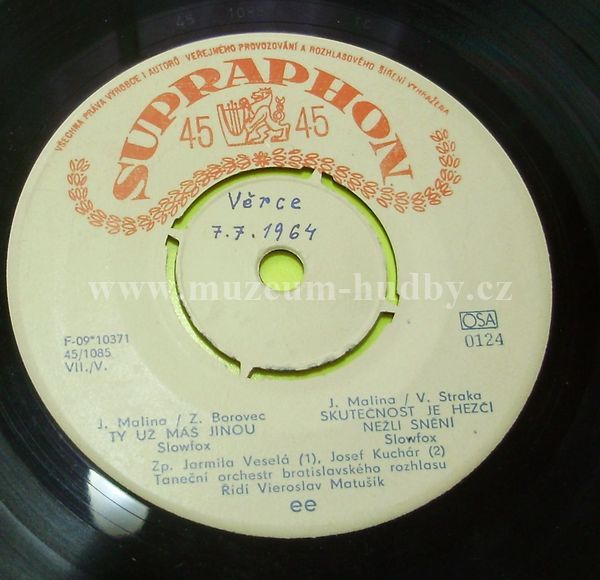 VŠECHNA PRÁVA VÝROBCE I AUTORŮ VEŘEJNÉHO PROVOZOVÁNÍ A ROZHLASOVÉHO ŠÍŘENÍ VYHRAŽENA
SUPRAPHON
45 45
Věrce
7.7.1964
www.muzeum-hudby.cz
F-09*10371
45/1085
VII./V.
OSA
0124
J. Malina / Z. Borovec
TY UŽ MÁŠ JINOU
Slowfox
J. Malina / V. Straka
SKUTEČNOST JE HEZČÍ
NEŽLI SNĚNÍ
Slowfox
Zp. Jarmila Veselá (1), Josef Kuchár (2)
Taneční orchestr bratislavského rozhlasu
Řídí Vieroslav Matušík
ee